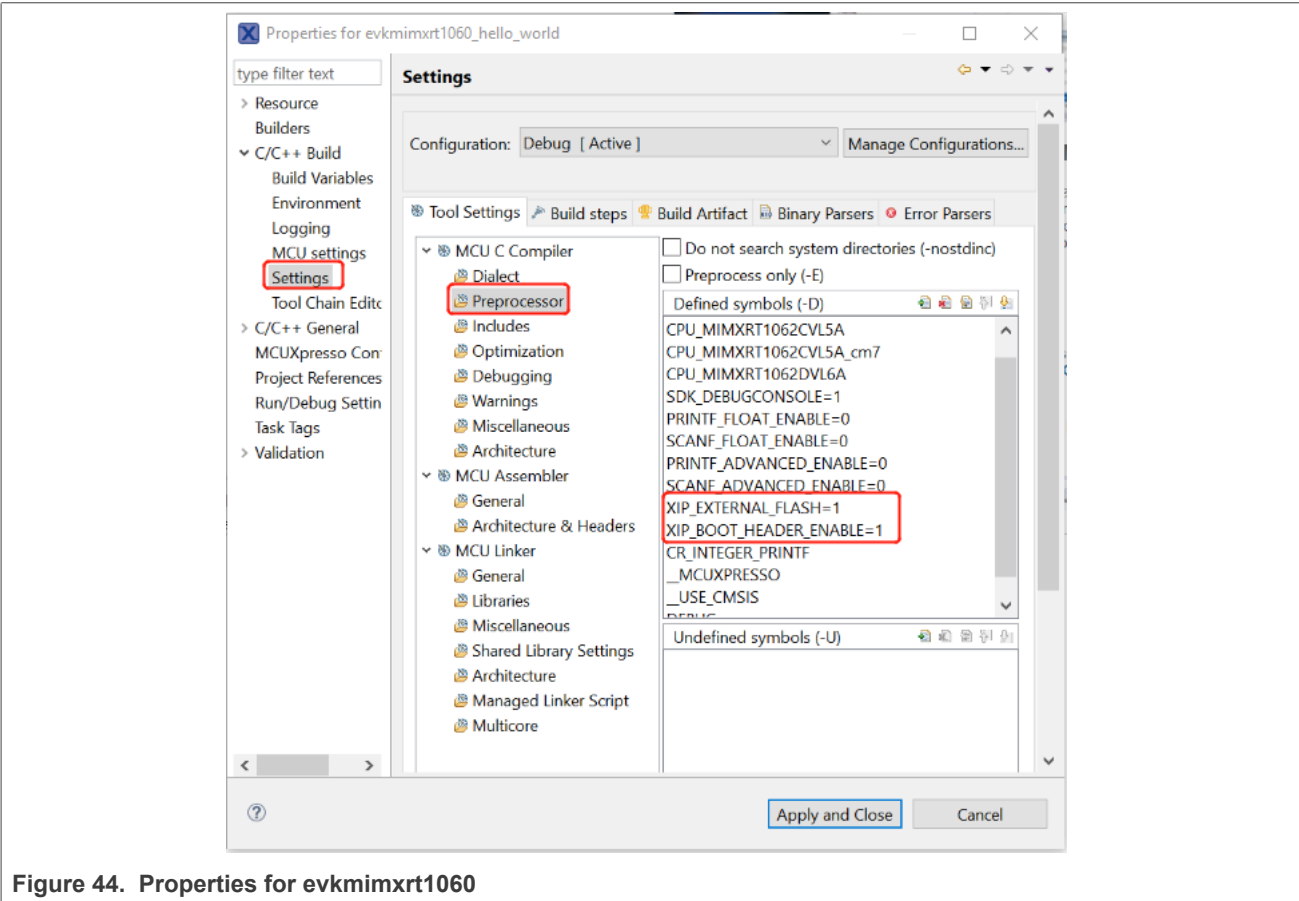 Properties for evkmimxrt1060_hello_world
type filter text
Settings
Resource
Builders
C/C++ Build
Build Variables
Environment
Logging
MCU settings
Settings
Tool Chain Editc
C/C++ General
MCUXpresso Con
Project References
Run/Debug Settin
Task Tags
Validation
Configuration: Debug [ Active ] Manage Configurations...
Tool Settings Build steps Build Artifact Binary Parsers Error Parsers
MCU C Compiler
Dialect
Preprocessor
Includes
Optimization
Debugging
Warnings
Miscellaneous
Architecture
MCU Assembler
General
Architecture & Headers
MCU Linker
General
Libraries
Miscellaneous
Shared Library Settings
Architecture
Managed Linker Script
Multicore
Do not search system directories (-nostdinc)
Preprocess only (-E)
Defined symbols (-D)
CPU_MIMXRT1062CVL5A
CPU_MIMXRT1062CVL5A_cm7
CPU_MIMXRT1062DVL6A
SDK_DEBUGCONSOLE=1
PRINTF_FLOAT_ENABLE=0
SCANF_FLOAT_ENABLE=0
PRINTF_ADVANCED_ENABLE=0
SCANF_ADVANCED_ENABLE=0
XIP_EXTERNAL_FLASH=1
XIP_BOOT_HEADER_ENABLE=1
CR_INTEGER_PRINTF
__MCUXPRESSO
__USE_CMSIS
DEBUG
Undefined symbols (-U)
Apply and Close Cancel
Figure 44. Properties for evkmimxrt1060